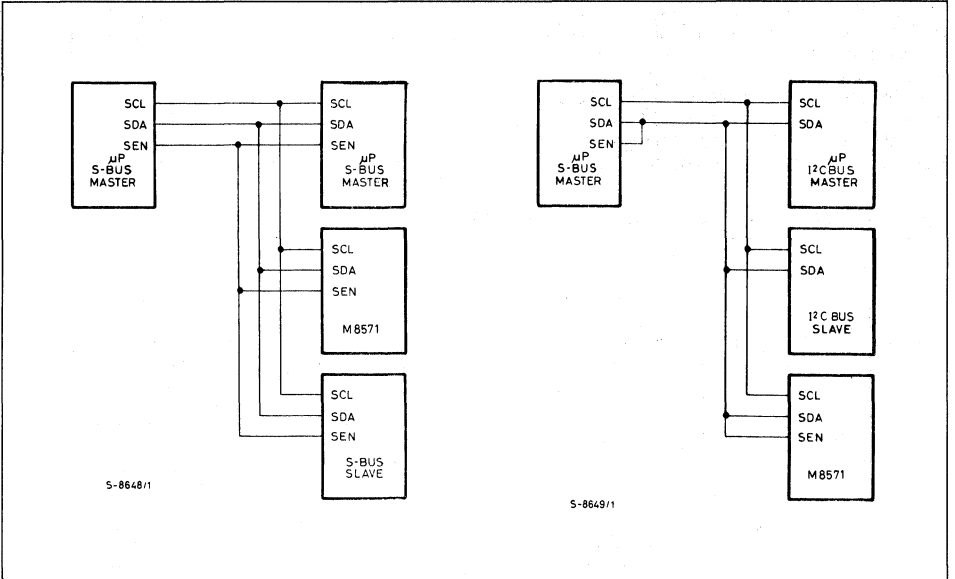 SCL
SDA
SEN
µP
S-BUS
MASTER
SCL
SDA
SEN
µP
S-BUS
MASTER
SCL
SDA
SEN
M8571
SCL
SDA
SEN
S-BUS
SLAVE
S-8648/1
SCL
SDA
SEN
µP
S-BUS
MASTER
SCL
SDA
µP
I²CBUS
MASTER
SCL
SDA
I²C BUS
SLAVE
SCL
SDA
SEN
M8571
S-8649/1